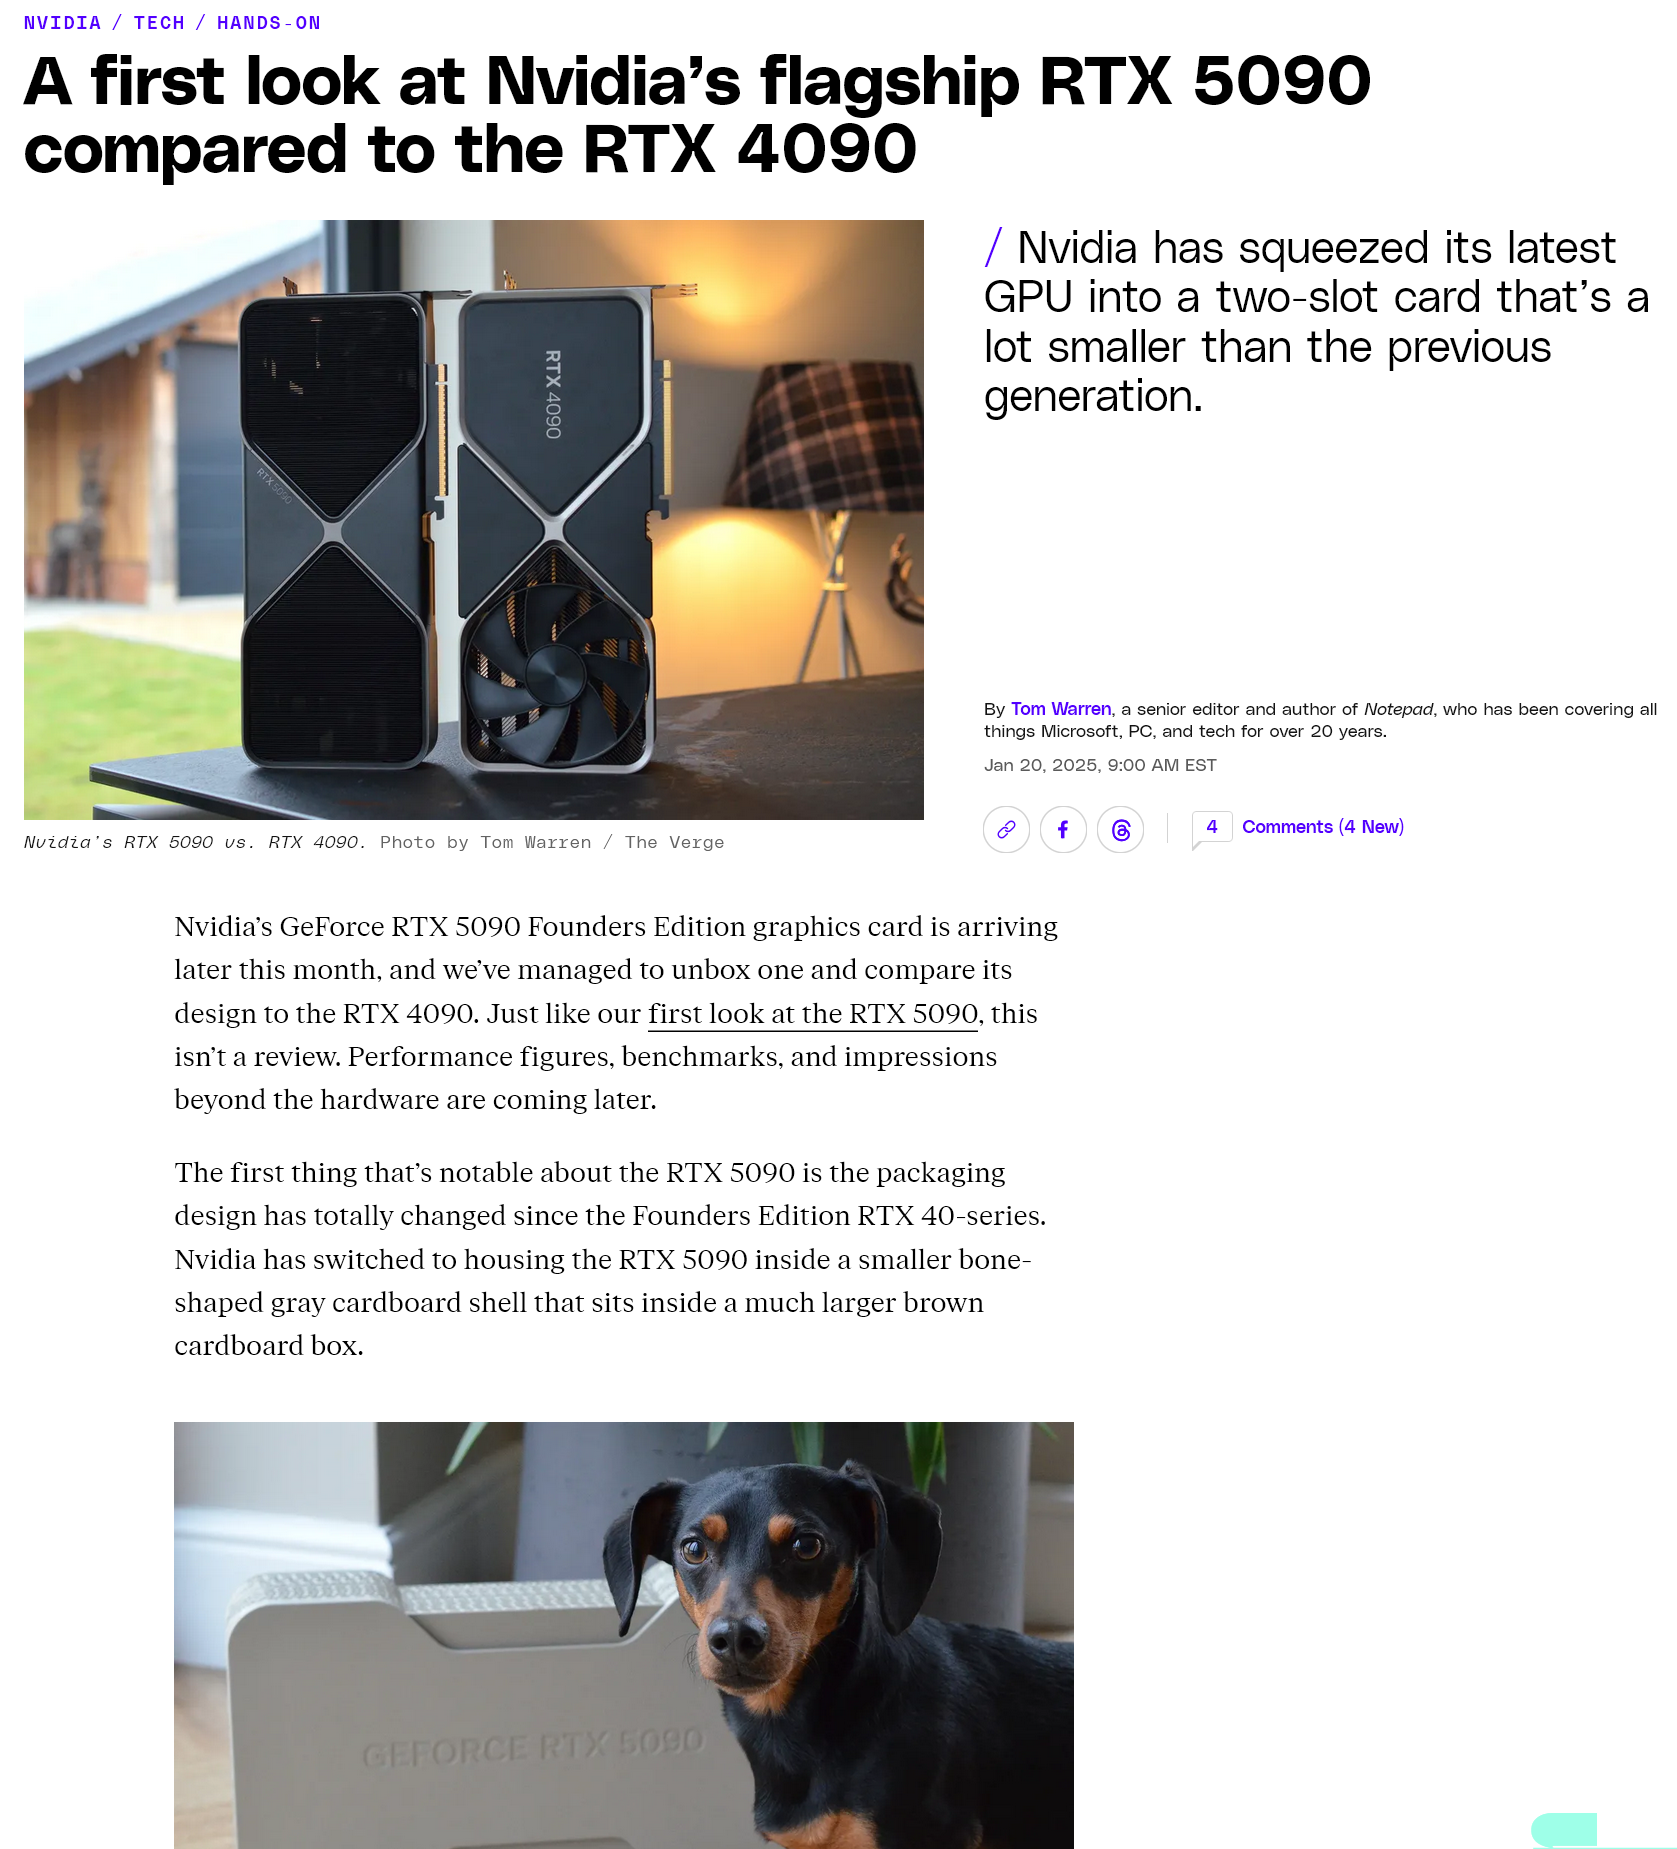 NVIDIA / TECH / HANDS-ON
A first look at Nvidia’s flagship RTX 5090
compared to the RTX 4090
/ Nvidia has squeezed its latest
GPU into a two-slot card that’s a
lot smaller than the previous
generation.
RTX 4090
RTX 5090
By Tom Warren, a senior editor and author of Notepad, who has been covering all
things Microsoft, PC, and tech for over 20 years.
Jan 20, 2025, 9:00 AM EST
4 Comments (4 New)
Nvidia’s RTX 5090 vs. RTX 4090. Photo by Tom Warren / The Verge
Nvidia’s GeForce RTX 5090 Founders Edition graphics card is arriving
later this month, and we’ve managed to unbox one and compare its
design to the RTX 4090. Just like our first look at the RTX 5090, this
isn’t a review. Performance figures, benchmarks, and impressions
beyond the hardware are coming later.
The first thing that’s notable about the RTX 5090 is the packaging
design has totally changed since the Founders Edition RTX 40-series.
Nvidia has switched to housing the RTX 5090 inside a smaller bone-
shaped gray cardboard shell that sits inside a much larger brown
cardboard box.
GEFORCE RTX 5090